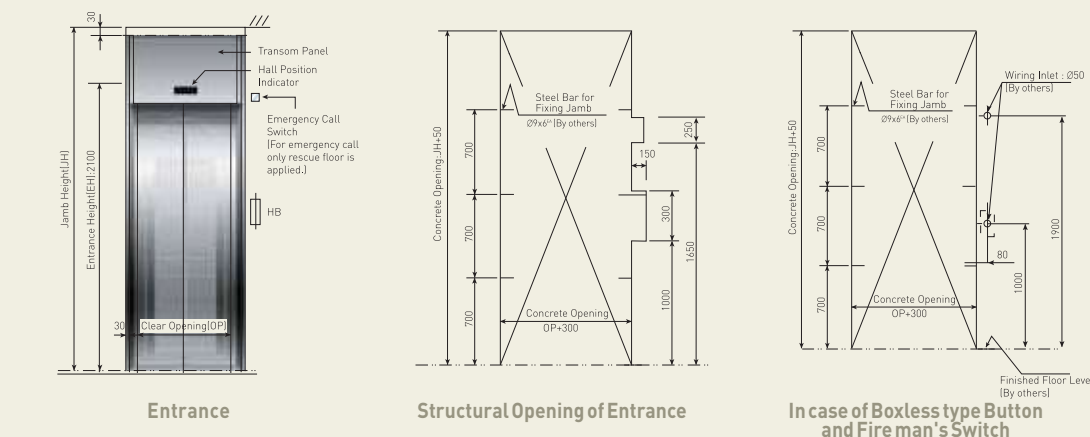 30
Transom Panel
Hall Position
Indicator
Emergency Call
Switch
(For emergency call
only rescue floor is
applied.)
HB
Jamb Height(JH)
Entrance Height(EH):2100
30
Clear Opening(OP)
Entrance
Concrete Opening:JH+50
700
700
700
Steel Bar for
Fixing Jamb
Ø9x6ᴱᴬ (By others)
250
150
300
1650
1000
Concrete Opening
OP+300
Structural Opening of Entrance
Concrete Opening:JH+50
700
700
700
Steel Bar for
Fixing Jamb
Ø9x6ᴱᴬ (By others)
Wiring Inlet : Ø50
(By others)
1900
80
1000
Concrete Opening
OP+300
Finished Floor Leve
(By others)
In case of Boxless type Button
and Fire man's Switch